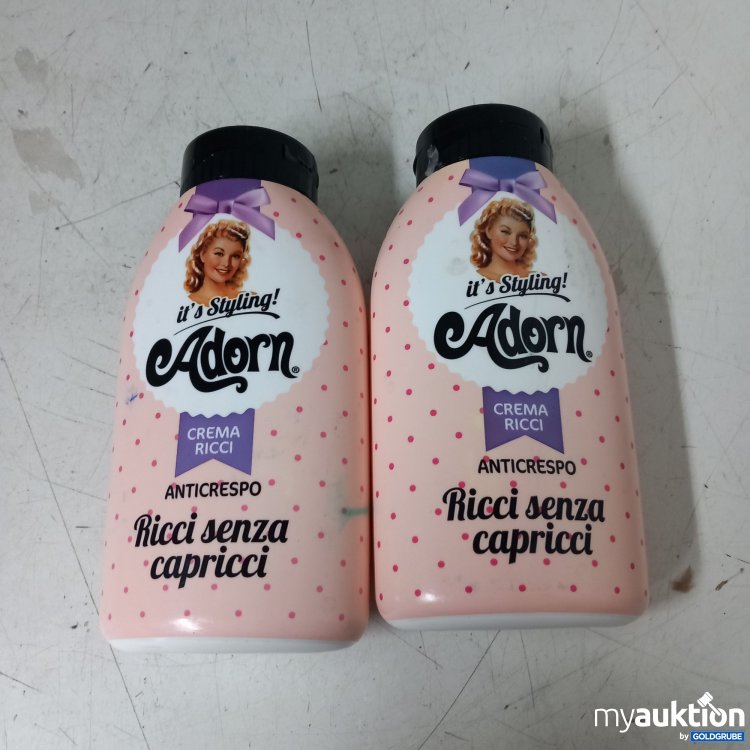 it's Styling!
Adorn®
CREMA
RICCI
ANTICRESPO
Ricci senza
capricci
it's Styling!
Adorn®
CREMA
RICCI
ANTICRESPO
Ricci senza
capricci
myauktion
by GOLDGRUBE